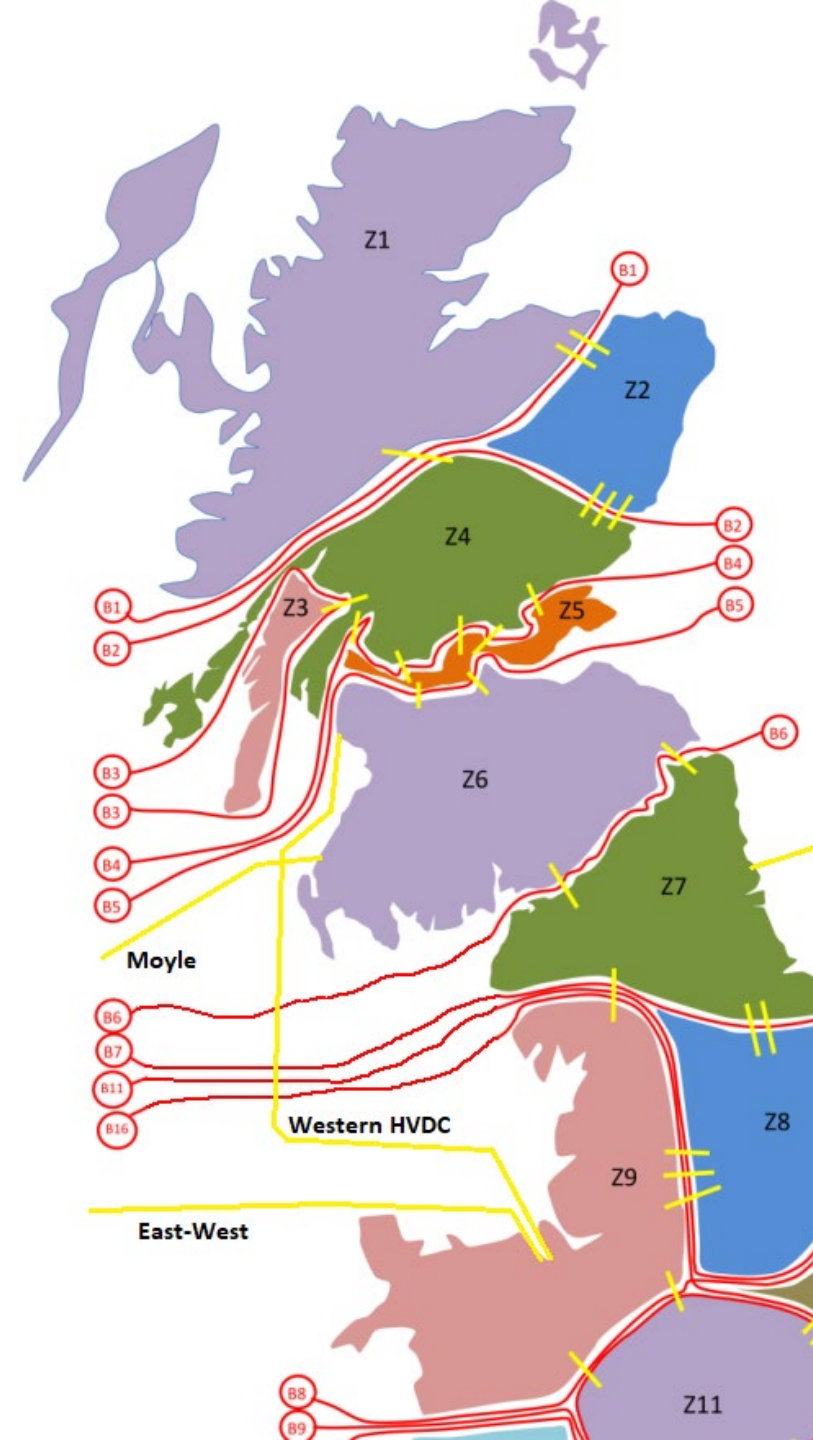 Z1
B1
Z2
B2
Z4
B4
Z5
B1
Z3
B5
B2
B6
B3
Z6
B3
B4
Z7
B5
Moyle
B6
B7
B11
Z8
Western HVDC
B16
Z9
East-West
B8
Z11
B9